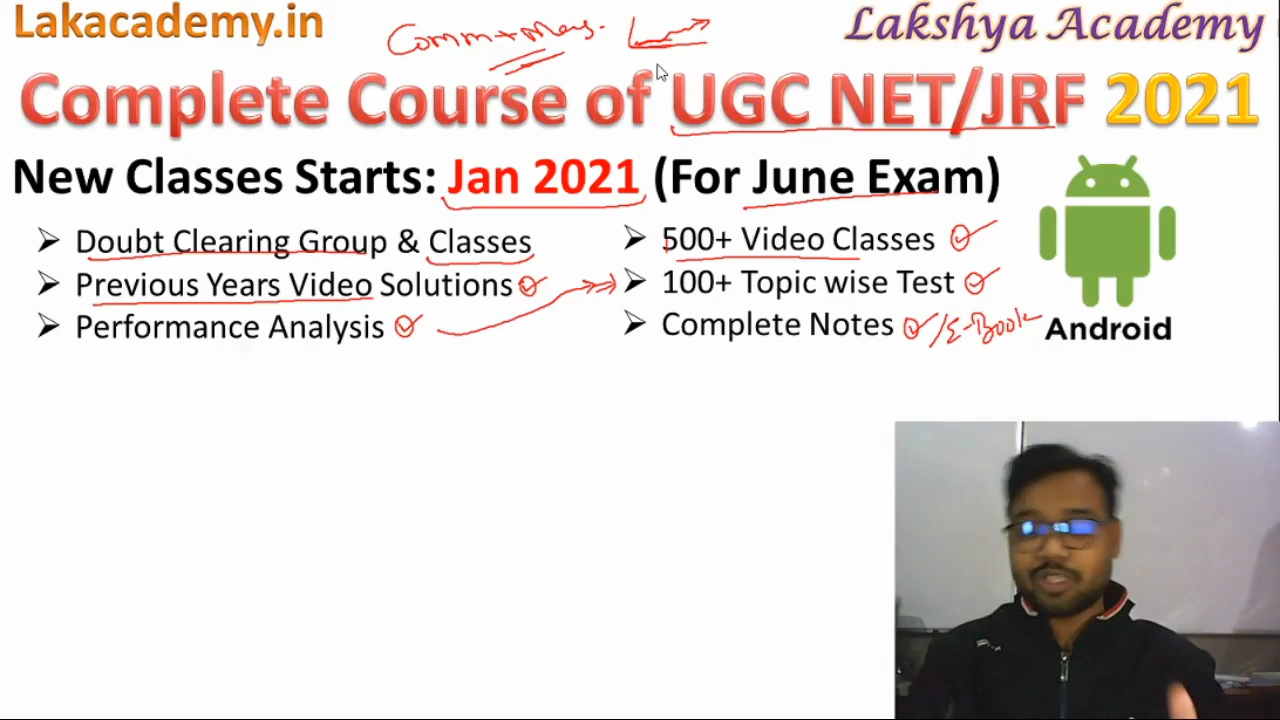 Lakacademy.in
Lakshya Academy
Comm + Mas.
Complete Course of UGC NET/JRF 2021
New Classes Starts: Jan 2021 (For June Exam)
➢ Doubt Clearing Group & Classes
➢ Previous Years Video Solutions
➢ Performance Analysis
➢ 500+ Video Classes
➢ 100+ Topic wise Test
➢ Complete Notes /E-Book
Android